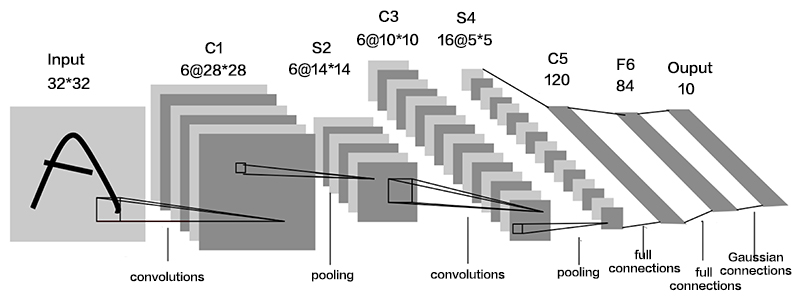 Input
32*32
C1
6@28*28
S2
6@14*14
C3
6@10*10
S4
16@5*5
C5
120
F6
84
Ouput
10
A
convolutions
pooling
convolutions
pooling
full
connections
full
connections
Gaussian
connections